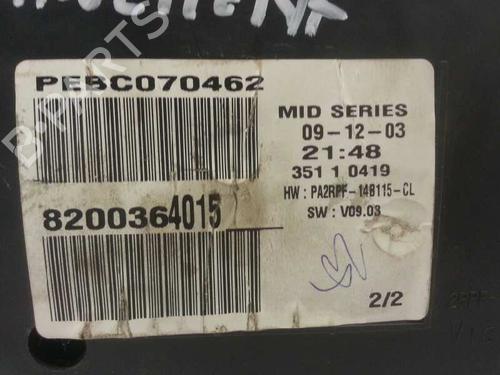 PEBC070462
MID SERIES
09-12-03
21:48
351 1 0419
HW : PA2RPF-14B115-CL
SW : V09.03
8200364015
2/2